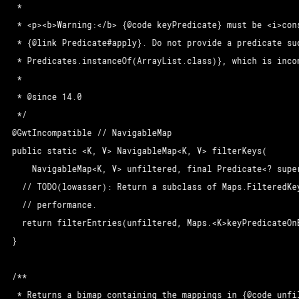 *
* <p><b>Warning:</b> {@code keyPredicate} must be <i>cons
* {@link Predicate#apply}. Do not provide a predicate suc
* Predicates.instanceOf(ArrayList.class)}, which is incon
*
* @since 14.0
*/
@GwtIncompatible // NavigableMap
public static <K, V> NavigableMap<K, V> filterKeys(
NavigableMap<K, V> unfiltered, final Predicate<? super
// TODO(lowasser): Return a subclass of Maps.FilteredKey
// performance.
return filterEntries(unfiltered, Maps.<K>keyPredicateOnE
}
/**
* Returns a bimap containing the mappings in {@code unfil